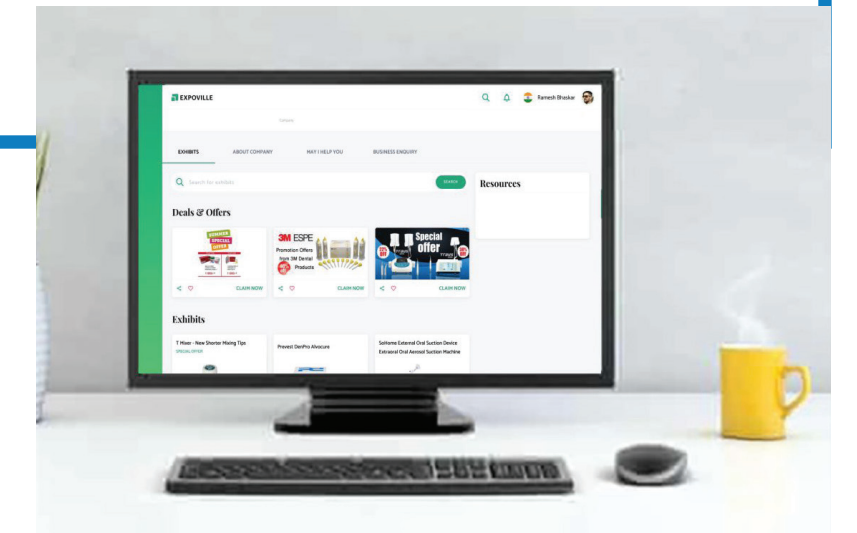 EXPOVILLE
Ramesh Bhaskar
EXHIBITS
ABOUT COMPANY
MAY I HELP YOU
BUSINESS ENQUIRY
Search for exhibits
SEARCH
Resources
Deals & Offers
SUMMER
SPECIAL
OFFER
3M ESPE
Promotion Offers
from 3M Dental
Products
Special
offer
CLAIM NOW
CLAIM NOW
CLAIM NOW
Exhibits
T Mixer - New Shorter Mixing Tips
SPECIAL OFFER
Prevest DenPro Alvocure
SoHome External Oral Suction Device
Extraoral Oral Aerosol Suction Machine